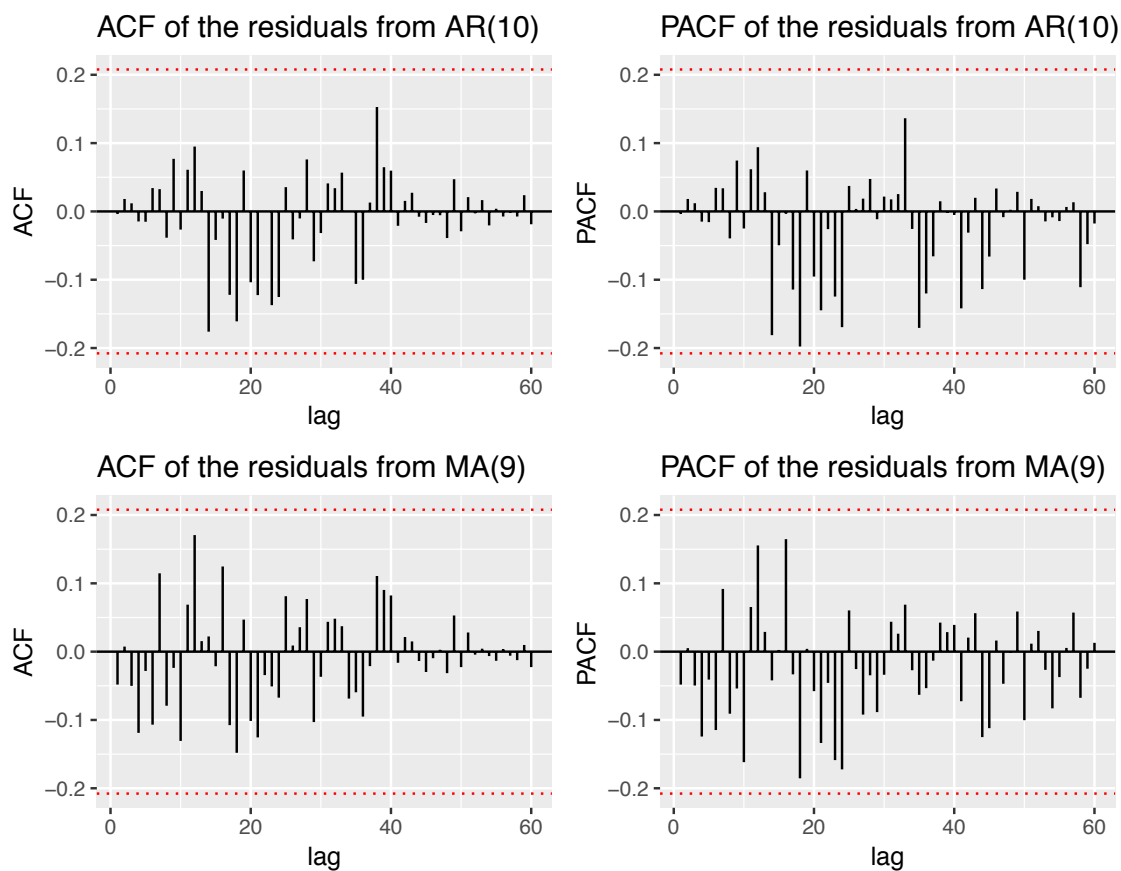 ACF of the residuals from AR(10)
0.2
0.1
0.0
−0.1
−0.2
ACF
0 20 40 60
lag
PACF of the residuals from AR(10)
0.2
0.1
0.0
−0.1
−0.2
PACF
0 20 40 60
lag
ACF of the residuals from MA(9)
0.2
0.1
0.0
−0.1
−0.2
ACF
0 20 40 60
lag
PACF of the residuals from MA(9)
0.2
0.1
0.0
−0.1
−0.2
PACF
0 20 40 60
lag